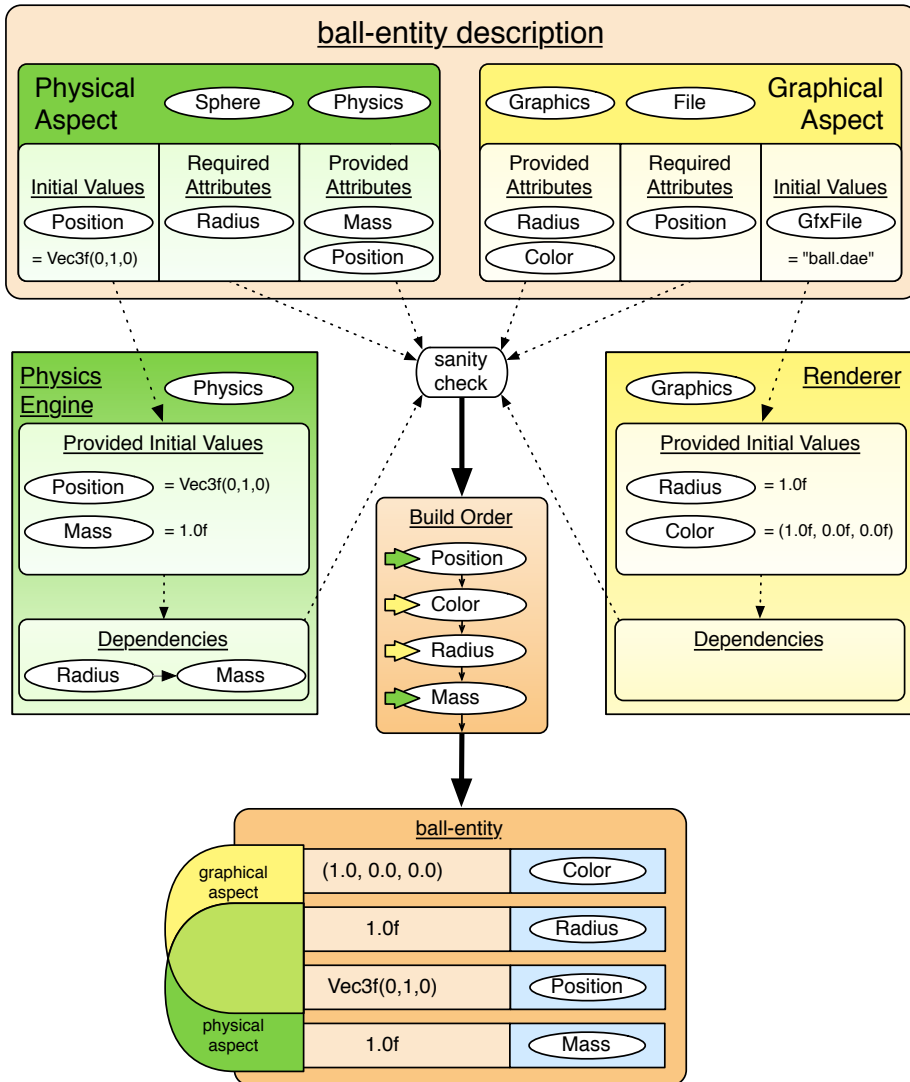 ball-entity description
Physical
Aspect
Sphere
Physics
Initial Values
Position
= Vec3f(0,1,0)
Required
Attributes
Radius
Provided
Attributes
Mass
Position
Graphics
File
Graphical
Aspect
Provided
Attributes
Radius
Color
Required
Attributes
Position
Initial Values
GfxFile
= "ball.dae"
sanity
check
Physics
Engine
Physics
Provided Initial Values
Position
= Vec3f(0,1,0)
Mass
= 1.0f
Dependencies
Radius
Mass
Graphics
Renderer
Provided Initial Values
Radius
= 1.0f
Color
= (1.0f, 0.0f, 0.0f)
Dependencies
Build Order
Position
Color
Radius
Mass
ball-entity
graphical
aspect
physical
aspect
(1.0, 0.0, 0.0)
Color
1.0f
Radius
Vec3f(0,1,0)
Position
1.0f
Mass